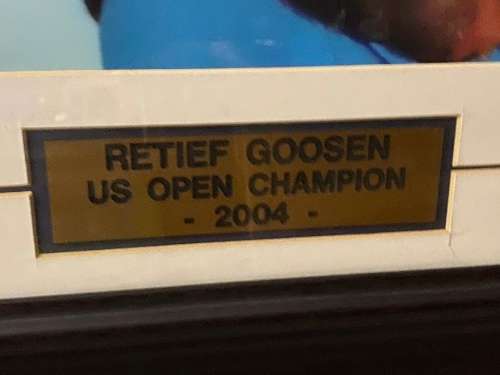 RETIEF GOOSEN
US OPEN CHAMPION
- 2004 -